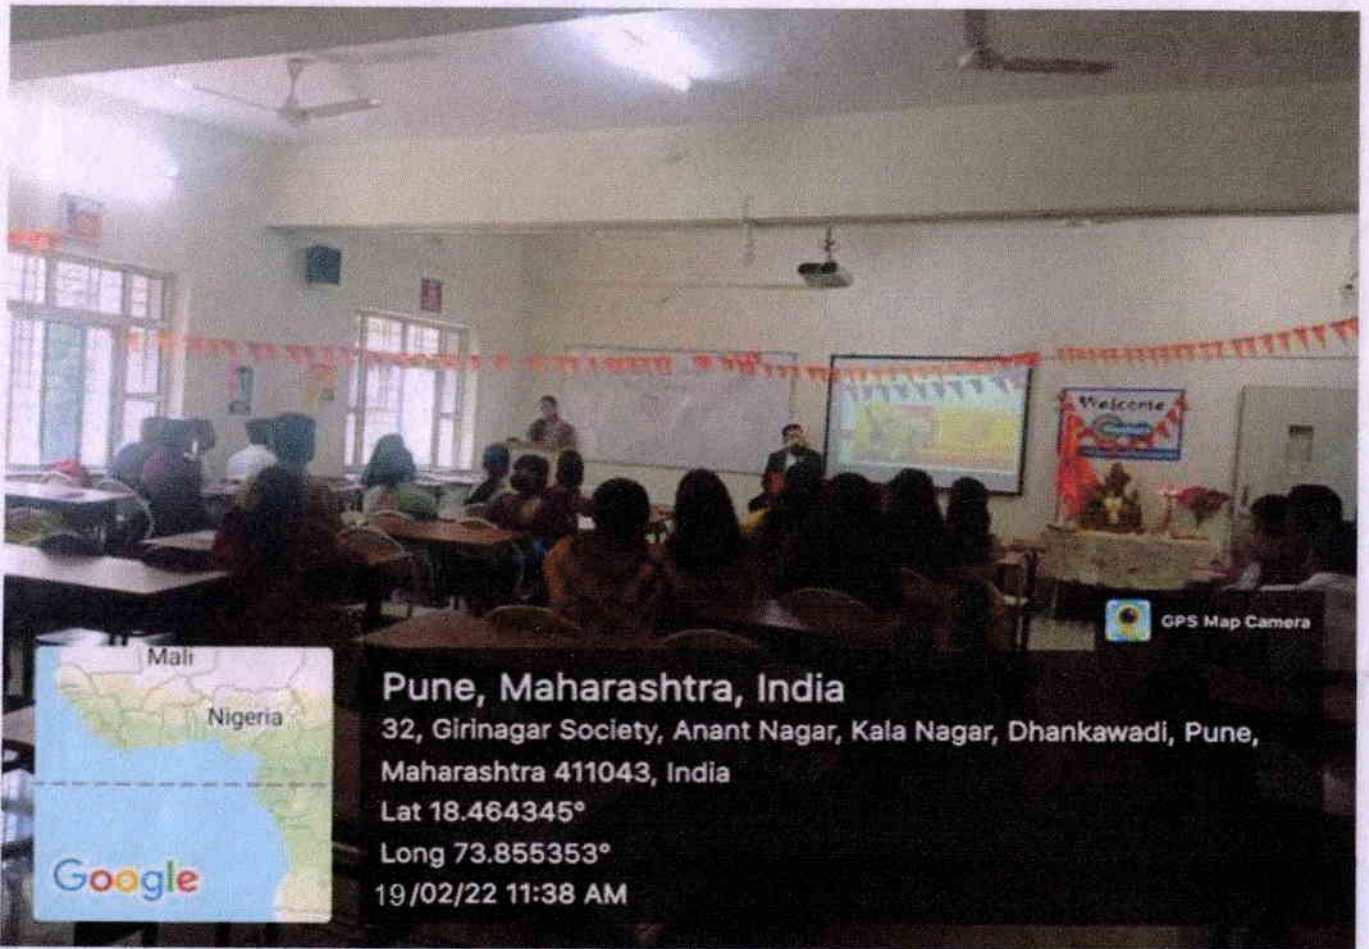 Welcome
GPS Map Camera
Mali
Nigeria
Google
Pune, Maharashtra, India
32, Girinagar Society, Anant Nagar, Kala Nagar, Dhankawadi, Pune,
Maharashtra 411043, India
Lat 18.464345°
Long 73.855353°
19/02/22 11:38 AM